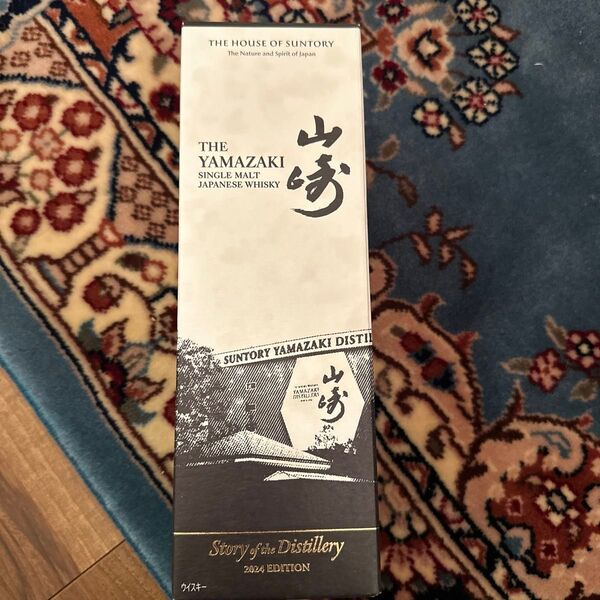 THE HOUSE OF SUNTORY
The Nature and Spirit of Japan
THE
YAMAZAKI
SINGLE MALT
JAPANESE WHISKY
山崎
SUNTORY YAMAZAKI DISTIL
YAMAZAKI
DISTILLERY
山崎
Story of the Distillery
2024 EDITION
ウイスキー